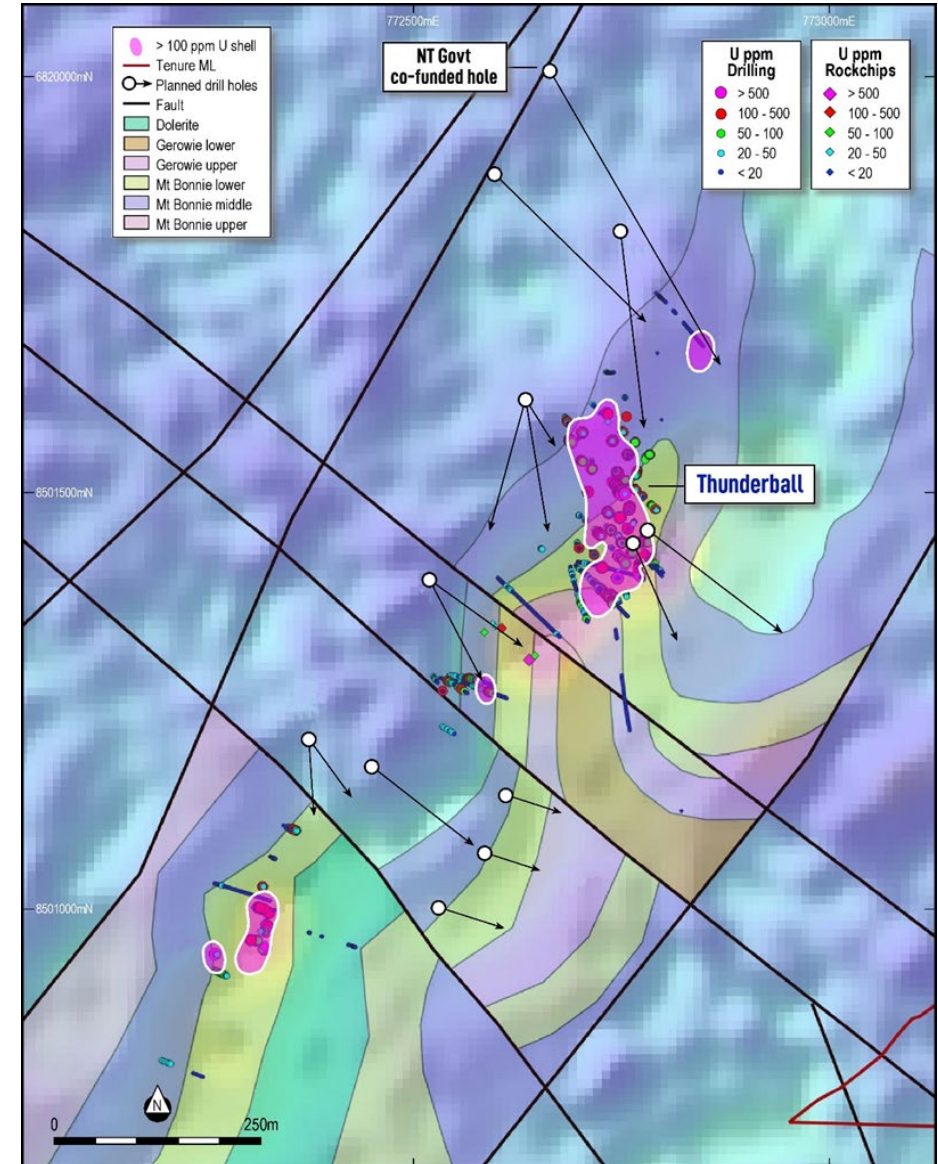 772500mE
773000mE
6820000mN
8501500mN
8501000mN
> 100 ppm U shell
Tenure ML
Planned drill holes
Fault
Dolerite
Gerowie lower
Gerowie upper
Mt Bonnie lower
Mt Bonnie middle
Mt Bonnie upper
NT Govt
co-funded hole
U ppm
Drilling
> 500
100 - 500
50 - 100
20 - 50
< 20
U ppm
Rockchips
> 500
100 - 500
50 - 100
20 - 50
< 20
Thunderball
N
0
250m